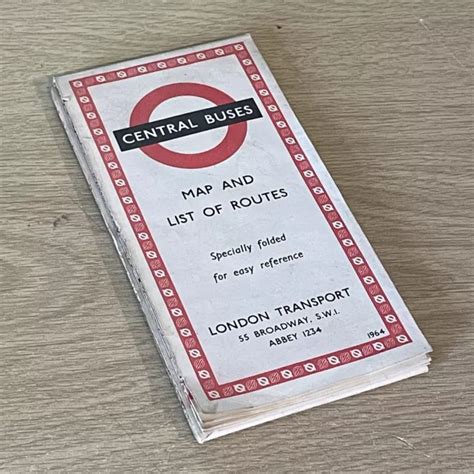 CENTRAL BUSES
MAP AND
LIST OF ROUTES
Specially folded
for easy reference
LONDON TRANSPORT
55 BROADWAY, S.W.1.
ABBEY 1234
1964